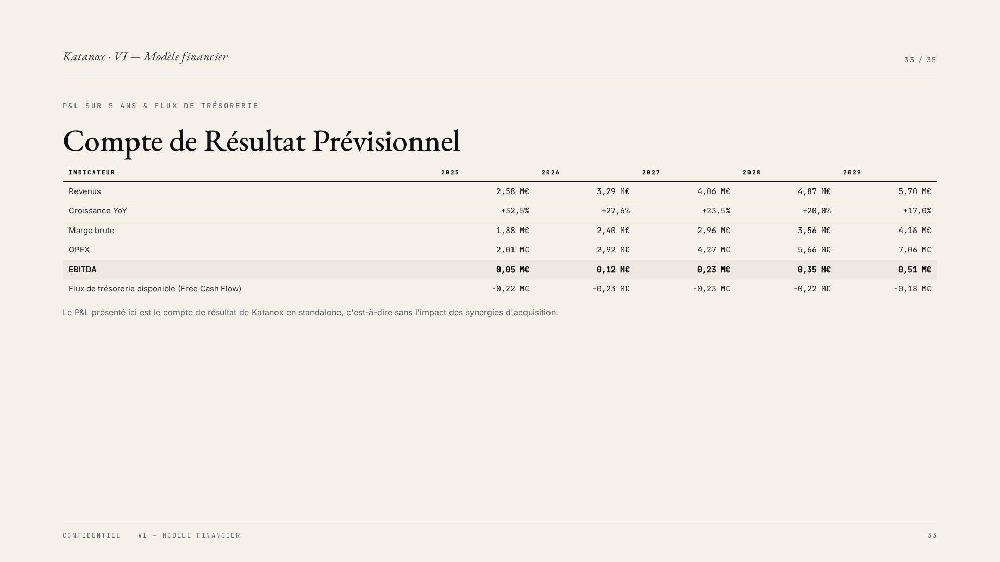 Katanox · VI — Modèle financier
33 / 35
P&L SUR 5 ANS & FLUX DE TRÉSORERIE
Compte de Résultat Prévisionnel
INDICATEUR 2025 2026 2027 2028 2029
Revenus 2,58 M€ 3,29 M€ 4,06 M€ 4,87 M€ 5,70 M€
Croissance YoY +32,5% +27,6% +23,5% +20,0% +17,0%
Marge brute 1,88 M€ 2,40 M€ 2,96 M€ 3,56 M€ 4,16 M€
OPEX 2,01 M€ 2,92 M€ 4,27 M€ 5,66 M€ 7,06 M€
EBITDA 0,05 M€ 0,12 M€ 0,23 M€ 0,35 M€ 0,51 M€
Flux de trésorerie disponible (Free Cash Flow) -0,22 M€ -0,23 M€ -0,23 M€ -0,22 M€ -0,18 M€
Le P&L présenté ici est le compte de résultat de Katanox en standalone, c'est-à-dire sans l'impact des synergies d'acquisition.
CONFIDENTIEL VI — MODÈLE FINANCIER 33